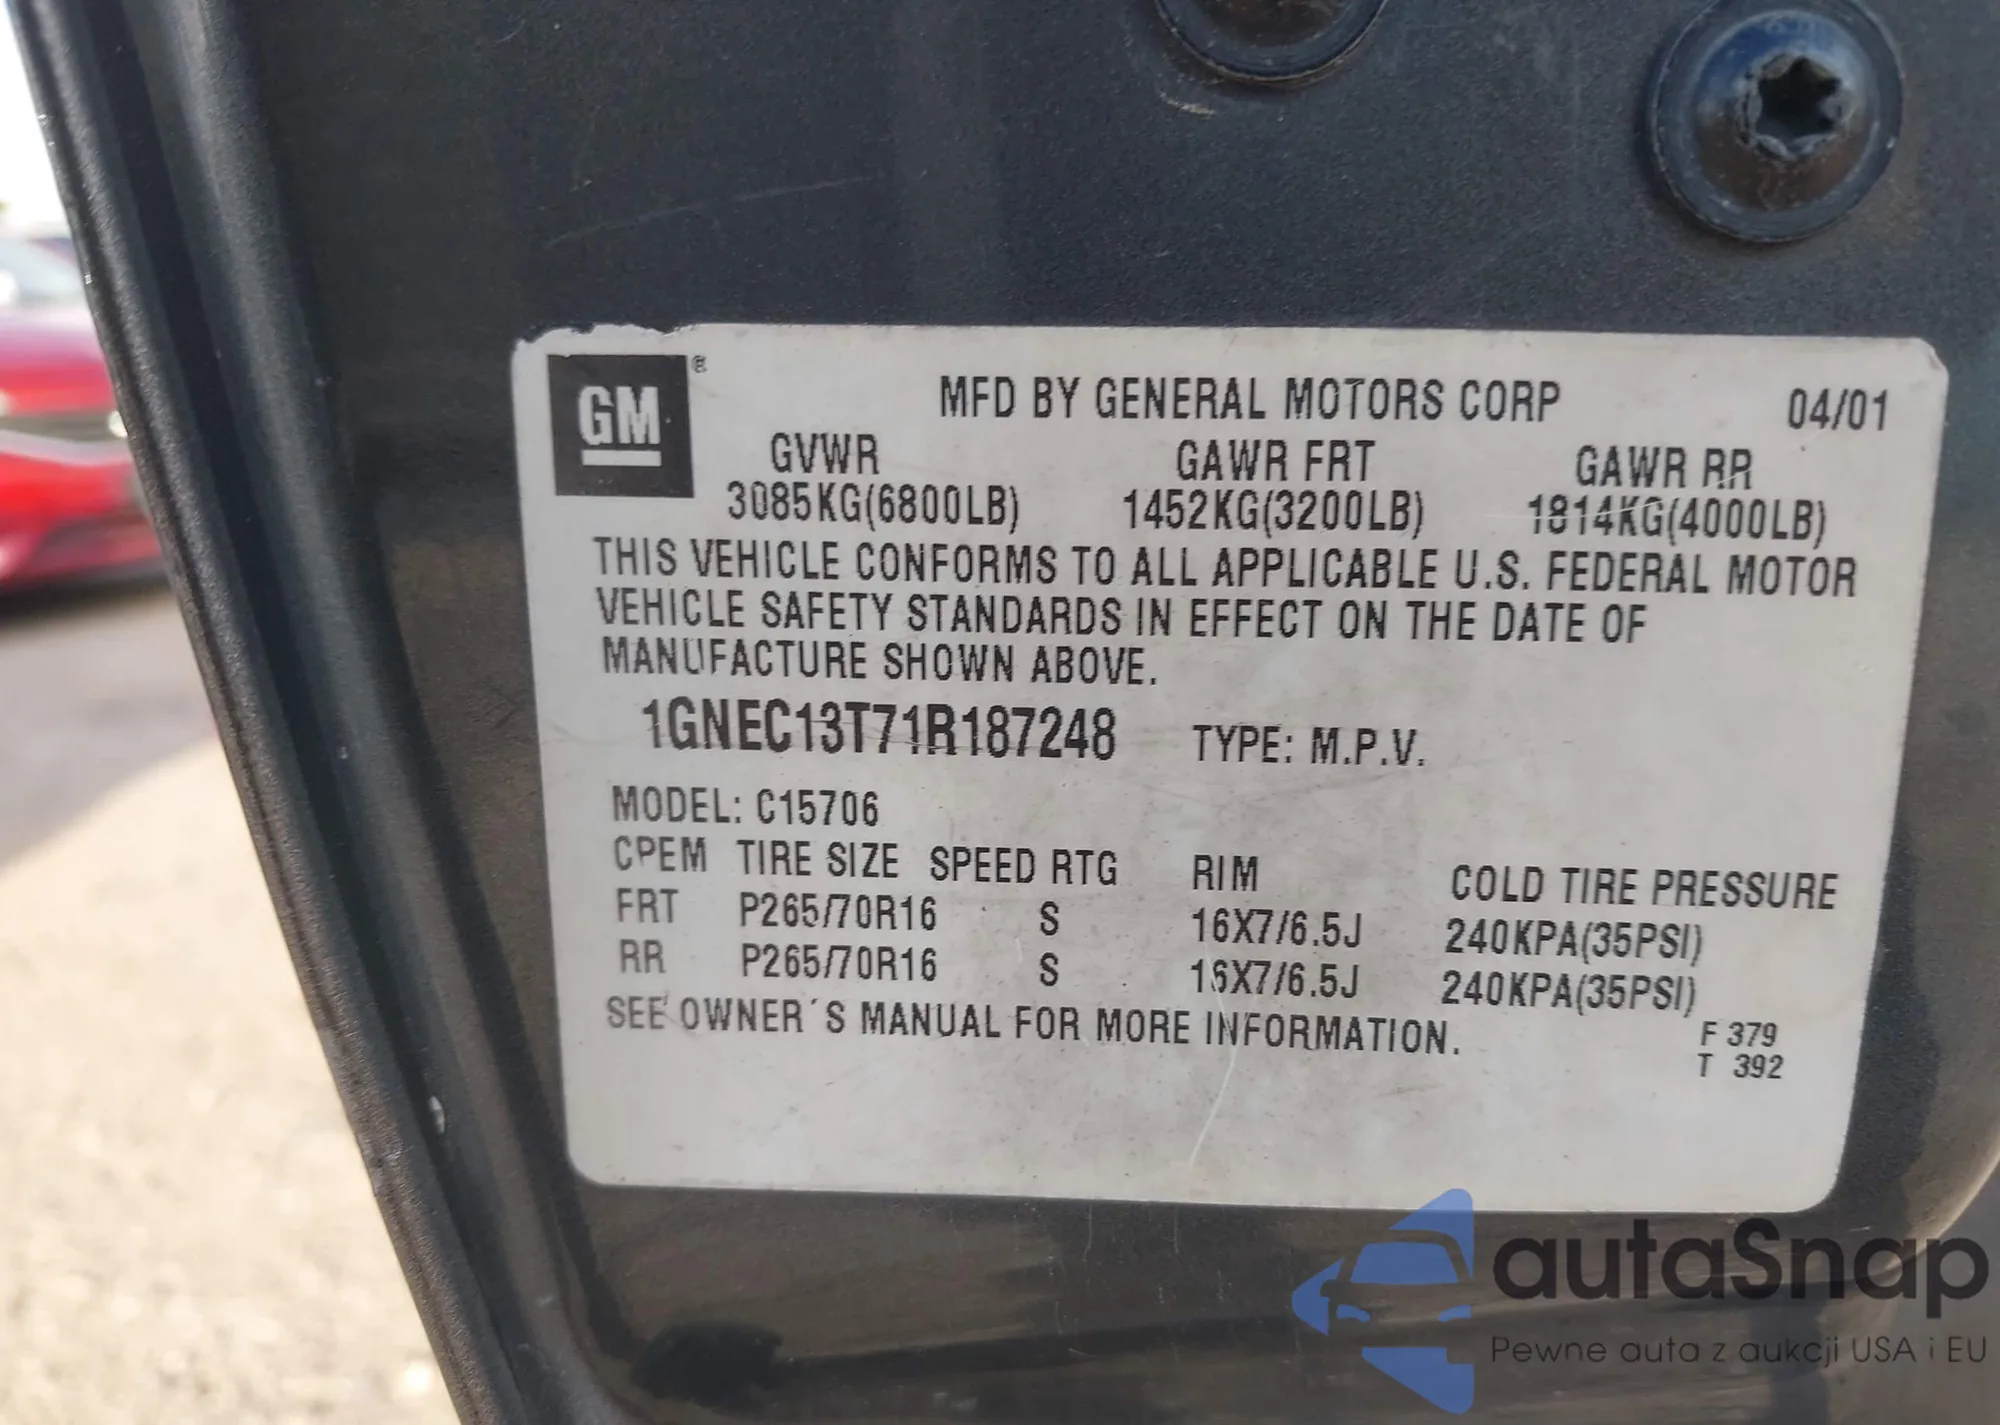 GM ®
MFD BY GENERAL MOTORS CORP 04/01
GVWR GAWR FRT GAWR RR
3085KG(6800LB) 1452KG(3200LB) 1814KG(4000LB)
THIS VEHICLE CONFORMS TO ALL APPLICABLE U.S. FEDERAL MOTOR
VEHICLE SAFETY STANDARDS IN EFFECT ON THE DATE OF
MANUFACTURE SHOWN ABOVE.
1GNEC13T71R187248 TYPE: M.P.V.
MODEL: C15706
CPEM TIRE SIZE SPEED RTG RIM COLD TIRE PRESSURE
FRT P265/70R16 S 16X7/6.5J 240KPA(35PSI)
RR P265/70R16 S 16X7/6.5J 240KPA(35PSI)
SEE OWNER´S MANUAL FOR MORE INFORMATION.
F 379
T 392
autaSnap
Pewne auta z aukcji USA i EU